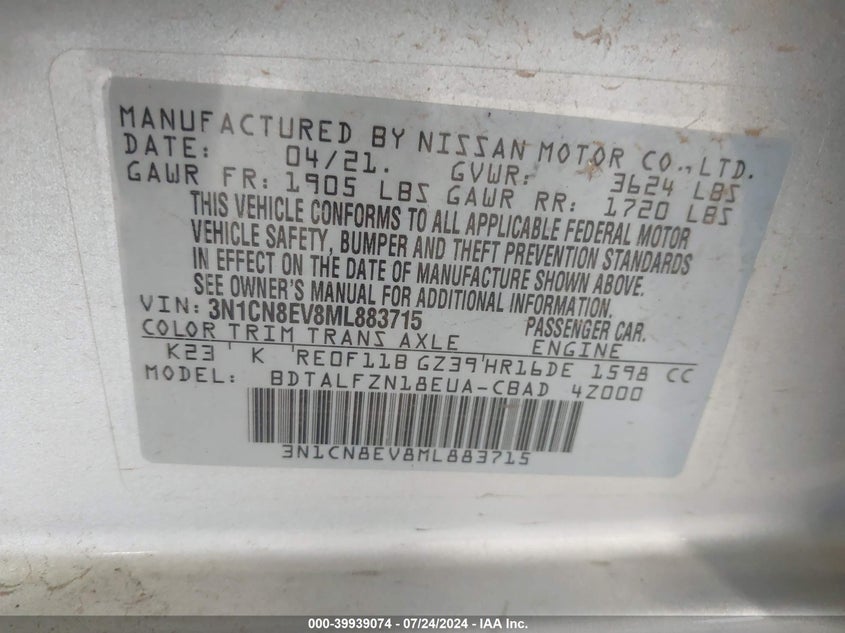 MANUFACTURED BY NISSAN MOTOR CO., LTD.
DATE: 04/21. GVWR: 3624 LBS
GAWR FR: 1905 LBS GAWR RR: 1720 LBS
THIS VEHICLE CONFORMS TO ALL APPLICABLE FEDERAL MOTOR
VEHICLE SAFETY, BUMPER AND THEFT PREVENTION STANDARDS
IN EFFECT ON THE DATE OF MANUFACTURE SHOWN ABOVE.
SEE OWNER'S MANUAL FOR ADDITIONAL INFORMATION.
VIN: 3N1CN8EV8ML883715 PASSENGER CAR.
COLOR TRIM TRANS AXLE ENGINE
K23 ' K 'RE0F11B GZ39'HR16DE 1598 CC
MODEL: BDTALFZN18EUA-CBAD 4Z000
3N1CN8EV8ML883715
000-39939074 - 07/24/2024 - IAA Inc.